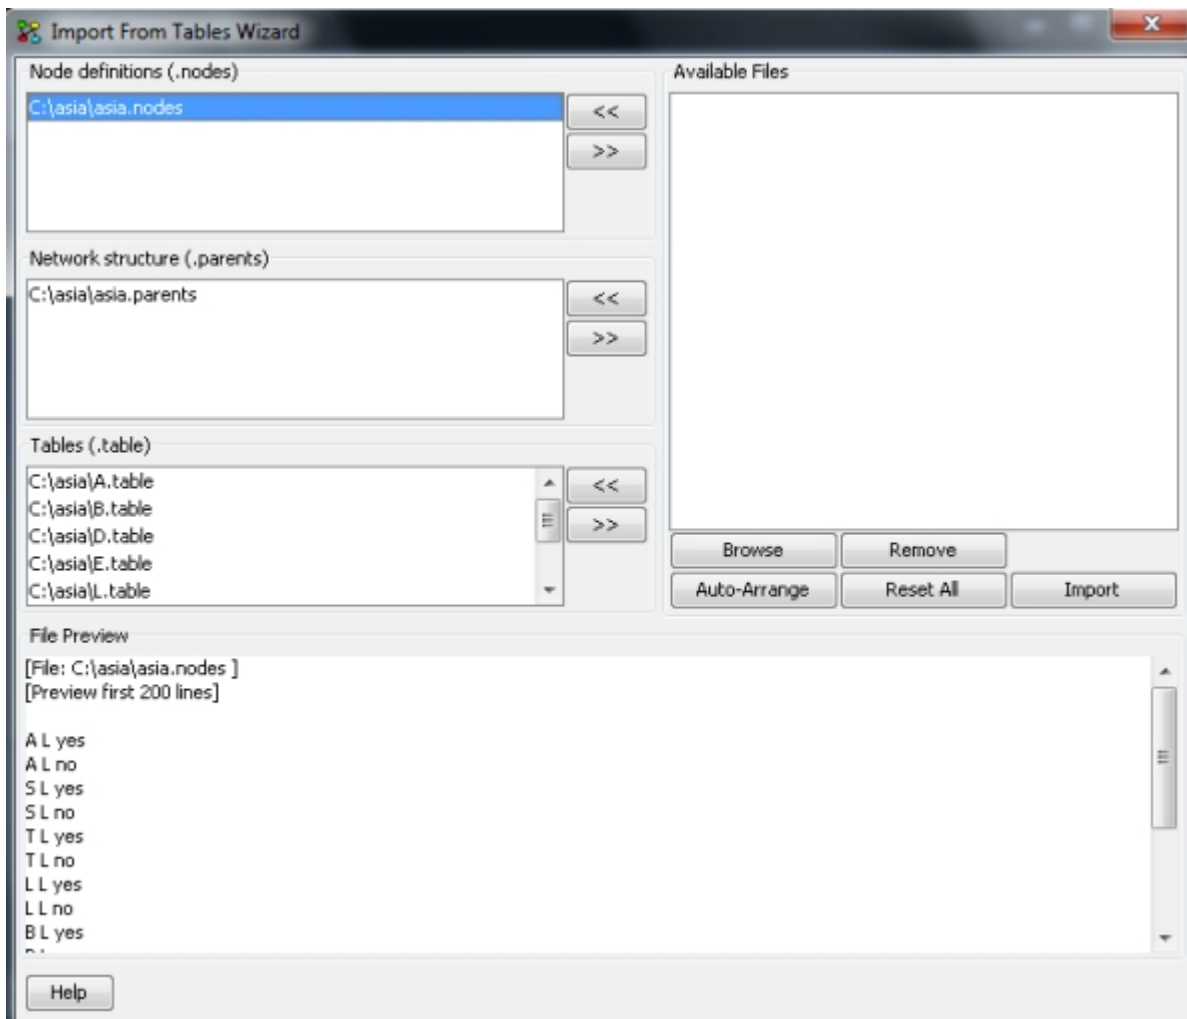 Import From Tables Wizard
Node definitions (.nodes)
C:\asia\asia.nodes
<<
>>
Network structure (.parents)
C:\asia\asia.parents
<<
>>
Tables (.table)
C:\asia\A.table
C:\asia\B.table
C:\asia\D.table
C:\asia\E.table
C:\asia\L.table
<<
>>
Available Files
Browse
Remove
Auto-Arrange
Reset All
Import
File Preview
[File: C:\asia\asia.nodes ]
[Preview first 200 lines]
A L yes
A L no
S L yes
S L no
T L yes
T L no
L L yes
L L no
B L yes
Help